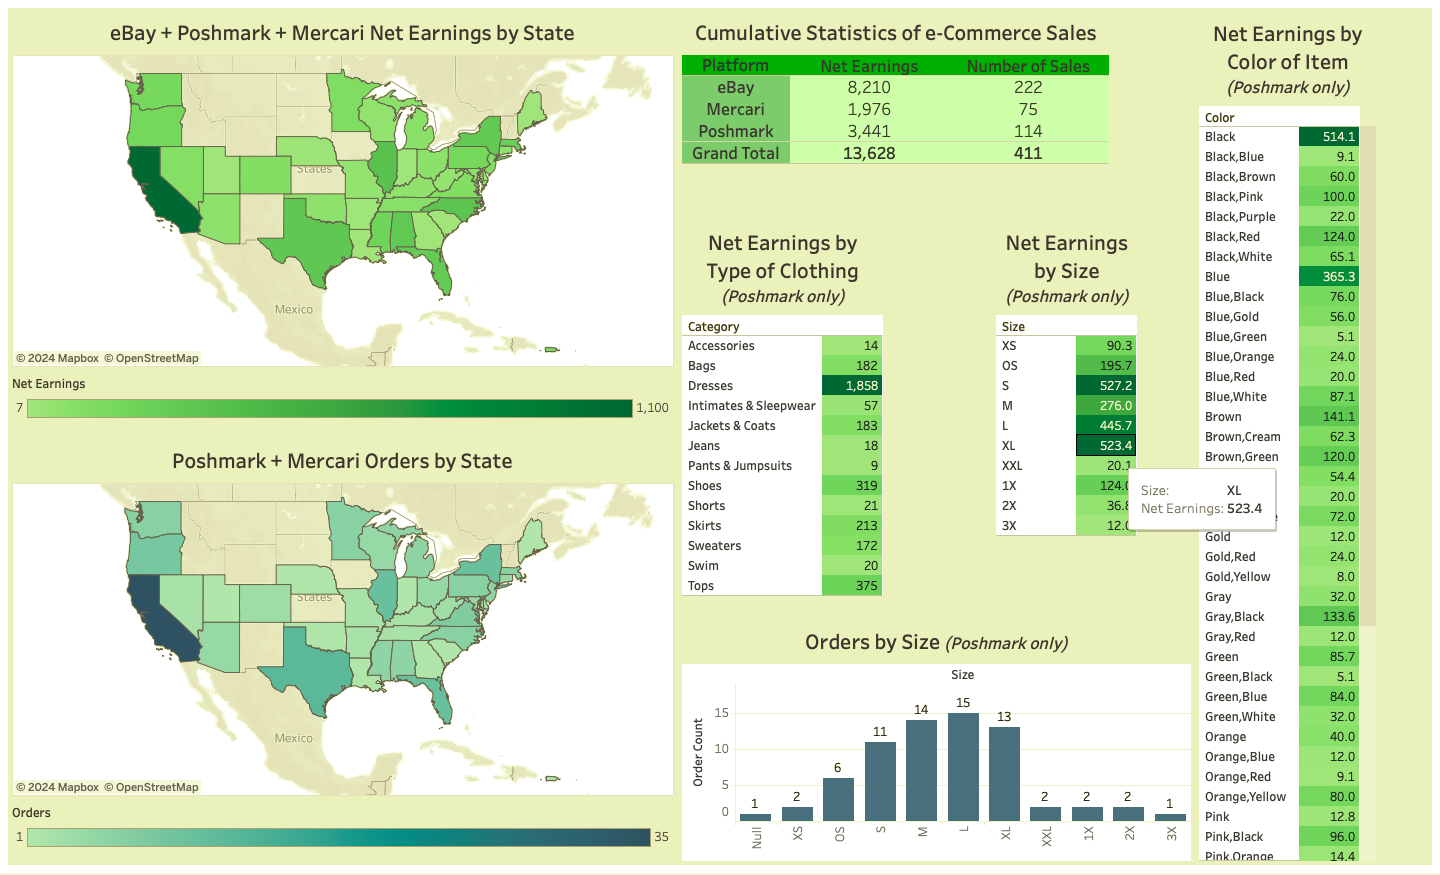 eBay + Poshmark + Mercari Net Earnings by State
States
Mexico
© 2024 Mapbox © OpenStreetMap
Net Earnings
7 1,100
Poshmark + Mercari Orders by State
States
Mexico
© 2024 Mapbox © OpenStreetMap
Orders
1 35
Cumulative Statistics of e-Commerce Sales
Platform Net Earnings Number of Sales
eBay 8,210 222
Mercari 1,976 75
Poshmark 3,441 114
Grand Total 13,628 411
Net Earnings by
Type of Clothing
(Poshmark only)
Category
Accessories 14
Bags 182
Dresses 1,858
Intimates & Sleepwear 57
Jackets & Coats 183
Jeans 18
Pants & Jumpsuits 9
Shoes 319
Shorts 21
Skirts 213
Sweaters 172
Swim 20
Tops 375
Net Earnings
by Size
(Poshmark only)
Size
XS 90.3
OS 195.7
S 527.2
M 276.0
L 445.7
XL 523.4
XXL 20.1
1X 124.0
2X 36.8
3X 12.0
Size: XL
Net Earnings: 523.4
Orders by Size (Poshmark only)
Size
Order Count
15
10
5
0
1 2 6 11 14 15 13 2 2 2 1
Null XS OS S M L XL XXL 1X 2X 3X
Net Earnings by
Color of Item
(Poshmark only)
Color
Black 514.1
Black,Blue 9.1
Black,Brown 60.0
Black,Pink 100.0
Black,Purple 22.0
Black,Red 124.0
Black,White 65.1
Blue 365.3
Blue,Black 76.0
Blue,Gold 56.0
Blue,Green 5.1
Blue,Orange 24.0
Blue,Red 20.0
Blue,White 87.1
Brown 141.1
Brown,Cream 62.3
Brown,Green 120.0
54.4
20.0
72.0
Gold 12.0
Gold,Red 24.0
Gold,Yellow 8.0
Gray 32.0
Gray,Black 133.6
Gray,Red 12.0
Green 85.7
Green,Black 5.1
Green,Blue 84.0
Green,White 32.0
Orange 40.0
Orange,Blue 12.0
Orange,Red 9.1
Orange,Yellow 80.0
Pink 12.8
Pink,Black 96.0
Pink,Orange 14.4